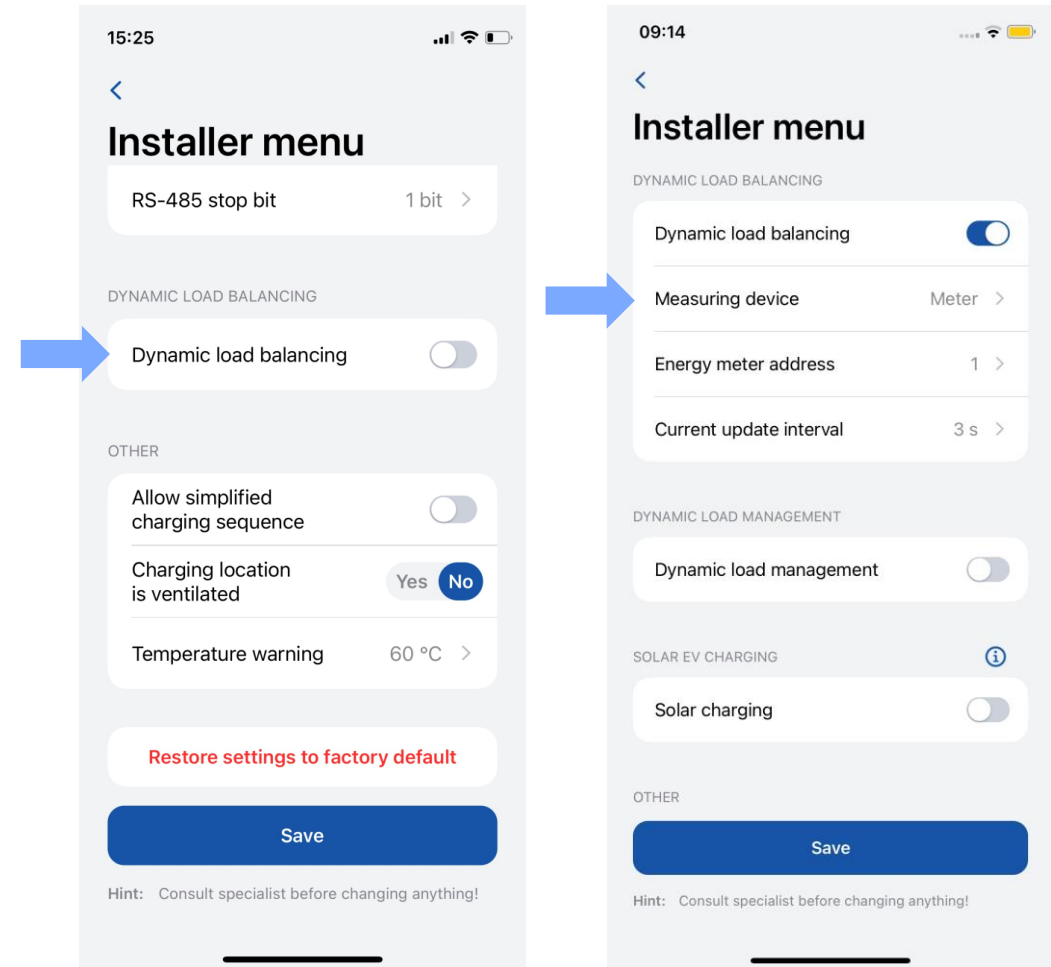 15:25
Installer menu
RS-485 stop bit 1 bit
DYNAMIC LOAD BALANCING
Dynamic load balancing
OTHER
Allow simplified
charging sequence
Charging location
is ventilated
Yes No
Temperature warning 60 °C
Restore settings to factory default
Save
Hint: Consult specialist before changing anything!
09:14
Installer menu
DYNAMIC LOAD BALANCING
Dynamic load balancing
Measuring device Meter
Energy meter address 1
Current update interval 3 s
DYNAMIC LOAD MANAGEMENT
Dynamic load management
SOLAR EV CHARGING
Solar charging
OTHER
Save
Hint: Consult specialist before changing anything!